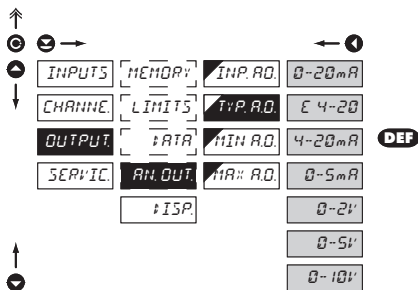 INPUTS MEMORY INP. AO. 0-20mA
CHANNE. LIMITS TYP. A.O. E 4-20
OUTPUT. DATA MIN A.O. 4-20mA DEF
SERVIC. AN. OUT. MAX A.O. 0-5mA
DISP. 0-2V
0-5V
0-10V